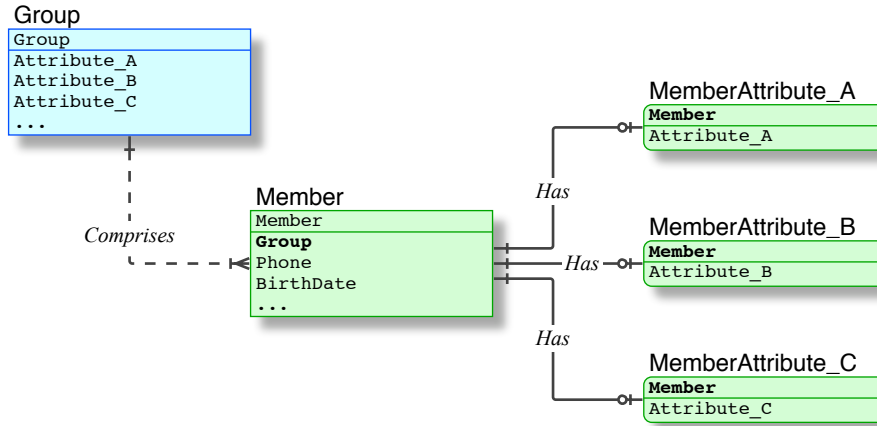 Group
Group
Attribute_A
Attribute_B
Attribute_C
...
Comprises
Member
Member
Group
Phone
BirthDate
...
Has
Has
Has
MemberAttribute_A
Member
Attribute_A
MemberAttribute_B
Member
Attribute_B
MemberAttribute_C
Member
Attribute_C